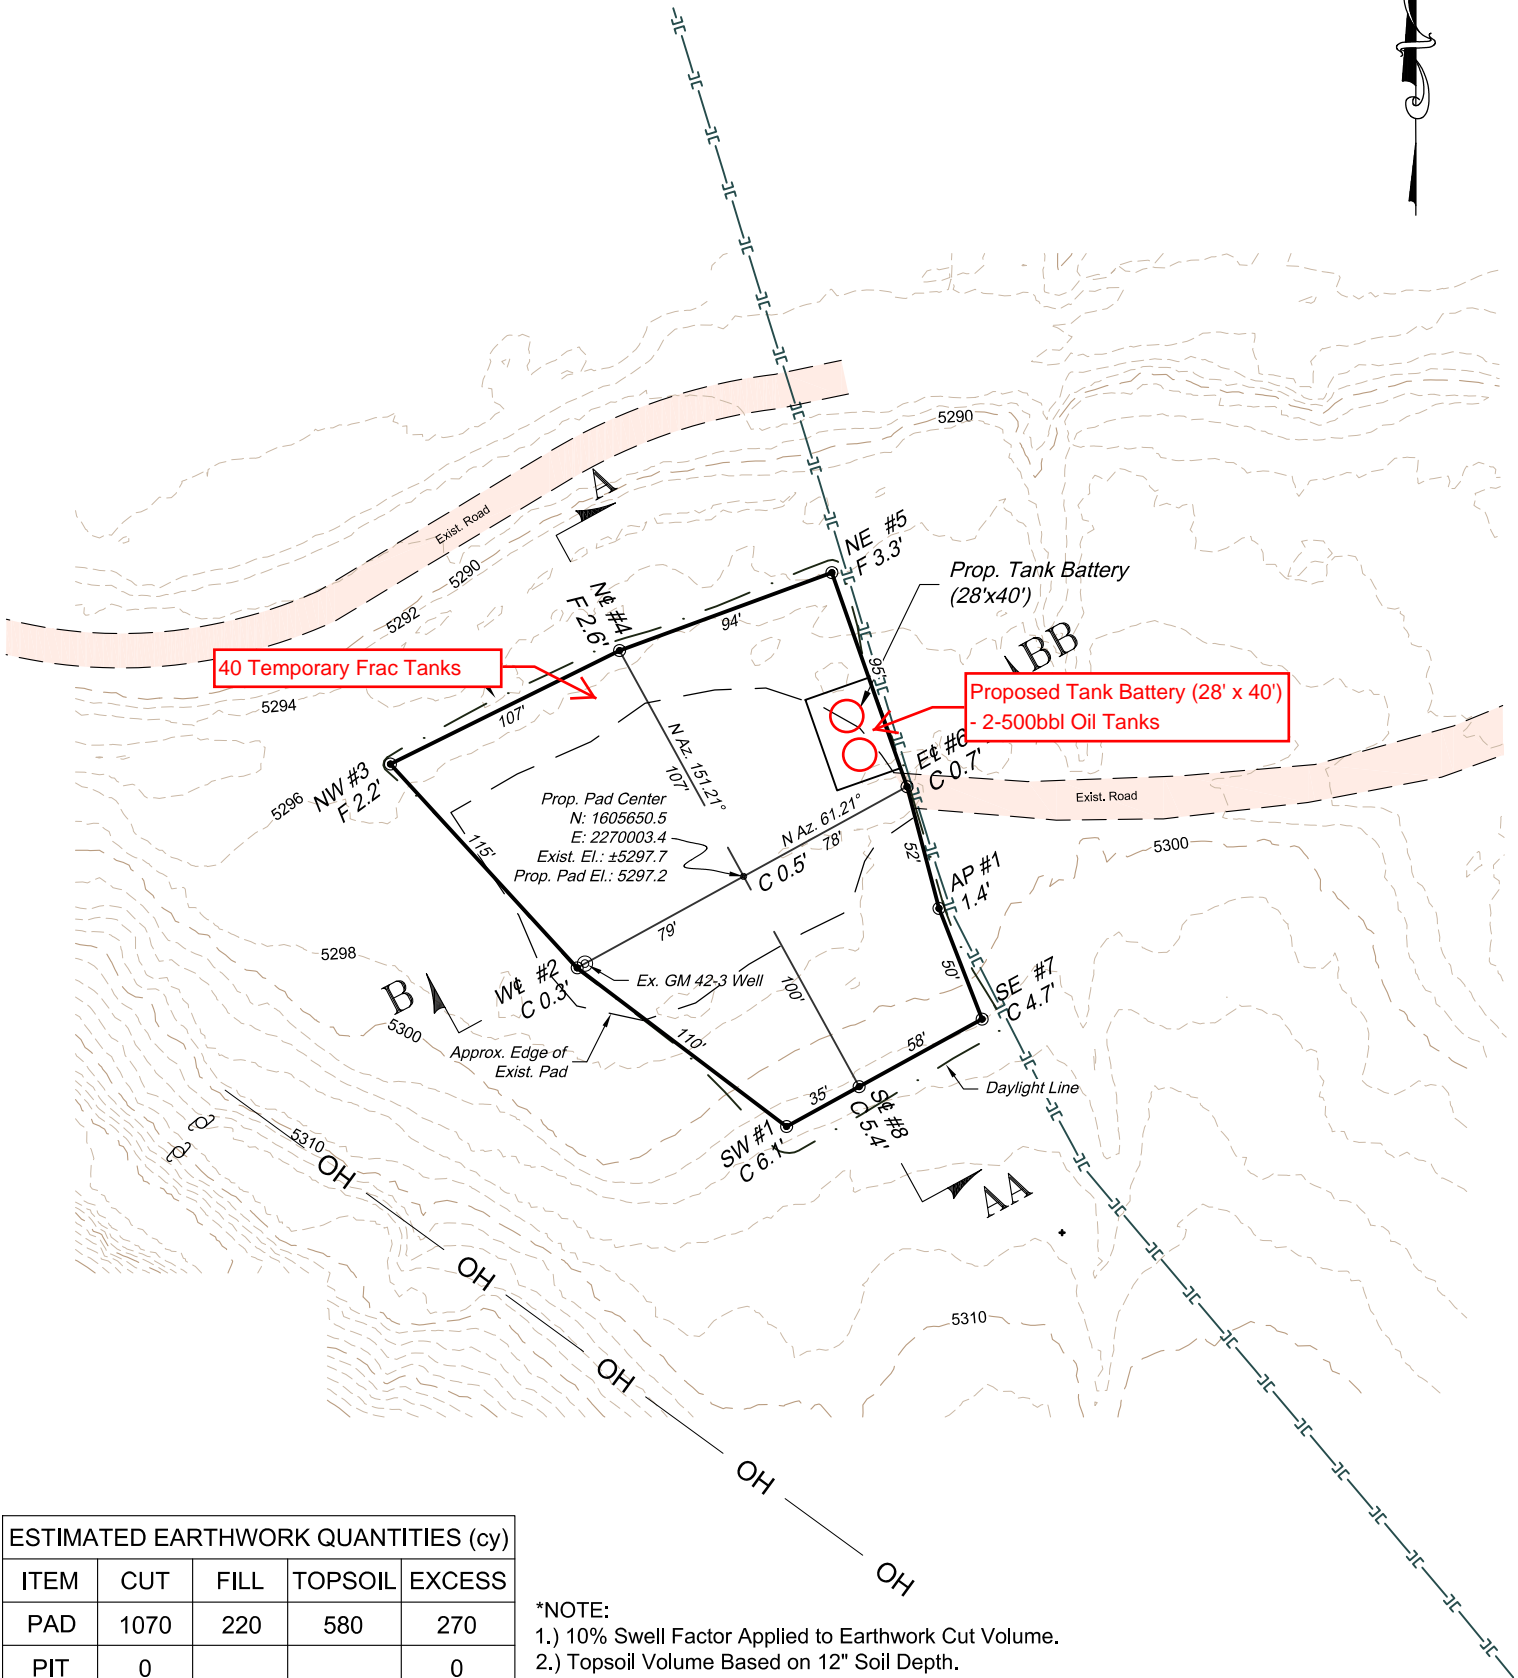 5290
A
Exist. Road
5290
5292
NE #5
F 3.3'
Prop. Tank Battery
(28'x40')
N℄ #4
F 2.6'
94'
BB
40 Temporary Frac Tanks
95'
Proposed Tank Battery (28' x 40')
- 2-500bbl Oil Tanks
5294
107'
E℄ #6
C 0.7'
N Az. 151.21°
107'
NW #3
F 2.2'
5296
Prop. Pad Center
N: 1605650.5
E: 2270003.4
Exist. El.: ±5297.7
Prop. Pad El.: 5297.2
Exist. Road
N Az. 61.21°
78'
115'
52'
5300
C 0.5'
AP #1
1.4'
79'
5298
W℄ #2
C 0.3'
Ex. GM 42-3 Well
50'
SE #7
C 4.7'
B
100'
5300
Approx. Edge of
Exist. Pad
110'
58'
Daylight Line
35'
S℄ #8
C 5.4'
SW #1
C 6.1'
5310
OH
AA
OH
5310
OH
OH
OH
ESTIMATED EARTHWORK QUANTITIES (cy)
ITEM CUT FILL TOPSOIL EXCESS
PAD 1070 220 580 270
PIT 0 0
*NOTE:
1.) 10% Swell Factor Applied to Earthwork Cut Volume.
2.) Topsoil Volume Based on 12" Soil Depth.